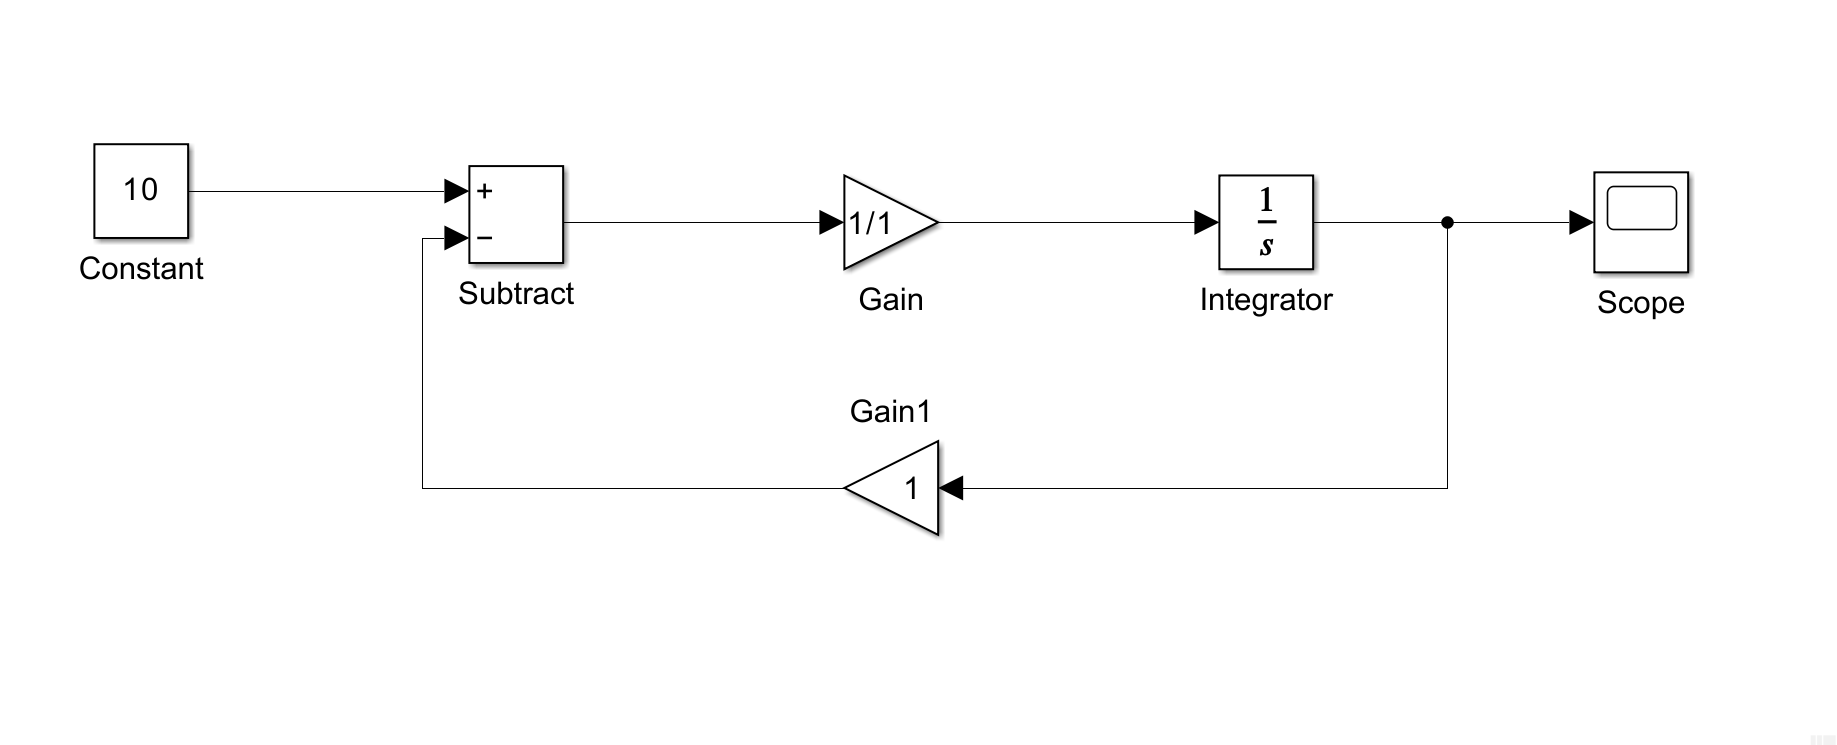 10
Constant
+
−
Subtract
1/1
Gain
1
s
Integrator
Scope
Gain1
1